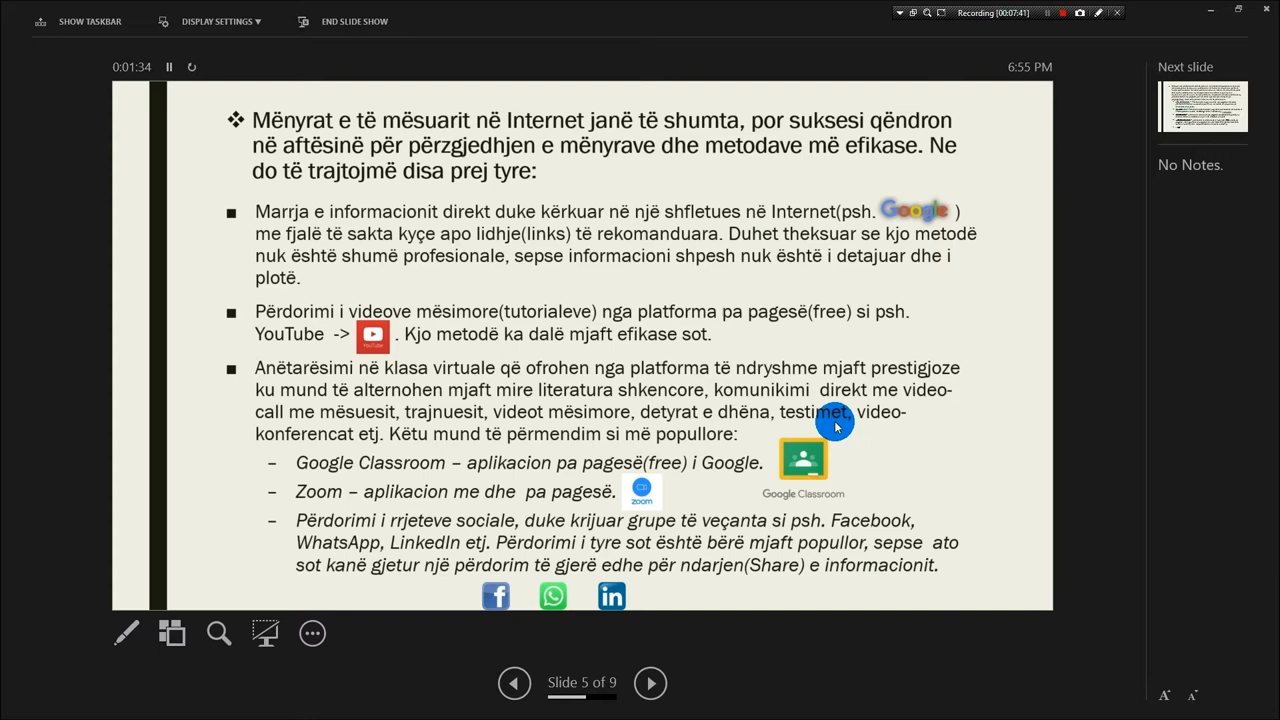 SHOW TASKBAR
DISPLAY SETTINGS ▼
END SLIDE SHOW
Recording [00:07:41]
0:01:34
6:55 PM
Next slide
No Notes.
❖ Mënyrat e të mësuarit në Internet janë të shumta, por suksesi qëndron
në aftësinë për përzgjedhjen e mënyrave dhe metodave më efikase. Ne
do të trajtojmë disa prej tyre:
■ Marrja e informacionit direkt duke kërkuar në një shfletues në Internet(psh. Google )
me fjalë të sakta kyçe apo lidhje(links) të rekomanduara. Duhet theksuar se kjo metodë
nuk është shumë profesionale, sepse informacioni shpesh nuk është i detajuar dhe i
plotë.
■ Përdorimi i videove mësimore(tutorialeve) nga platforma pa pagesë(free) si psh.
YouTube -> YouTube . Kjo metodë ka dalë mjaft efikase sot.
■ Anëtarësimi në klasa virtuale që ofrohen nga platforma të ndryshme mjaft prestigjoze
ku mund të alternohen mjaft mire literatura shkencore, komunikimi direkt me video-
call me mësuesit, trajnuesit, videot mësimore, detyrat e dhëna, testimet, video-
konferencat etj. Këtu mund të përmendim si më popullore:
– Google Classroom – aplikacion pa pagesë(free) i Google.
Google Classroom
– Zoom – aplikacion me dhe pa pagesë. zoom
– Përdorimi i rrjeteve sociale, duke krijuar grupe të veçanta si psh. Facebook,
WhatsApp, LinkedIn etj. Përdorimi i tyre sot është bërë mjaft popullor, sepse ato
sot kanë gjetur një përdorim të gjerë edhe për ndarjen(Share) e informacionit.
f in
Slide 5 of 9
A A